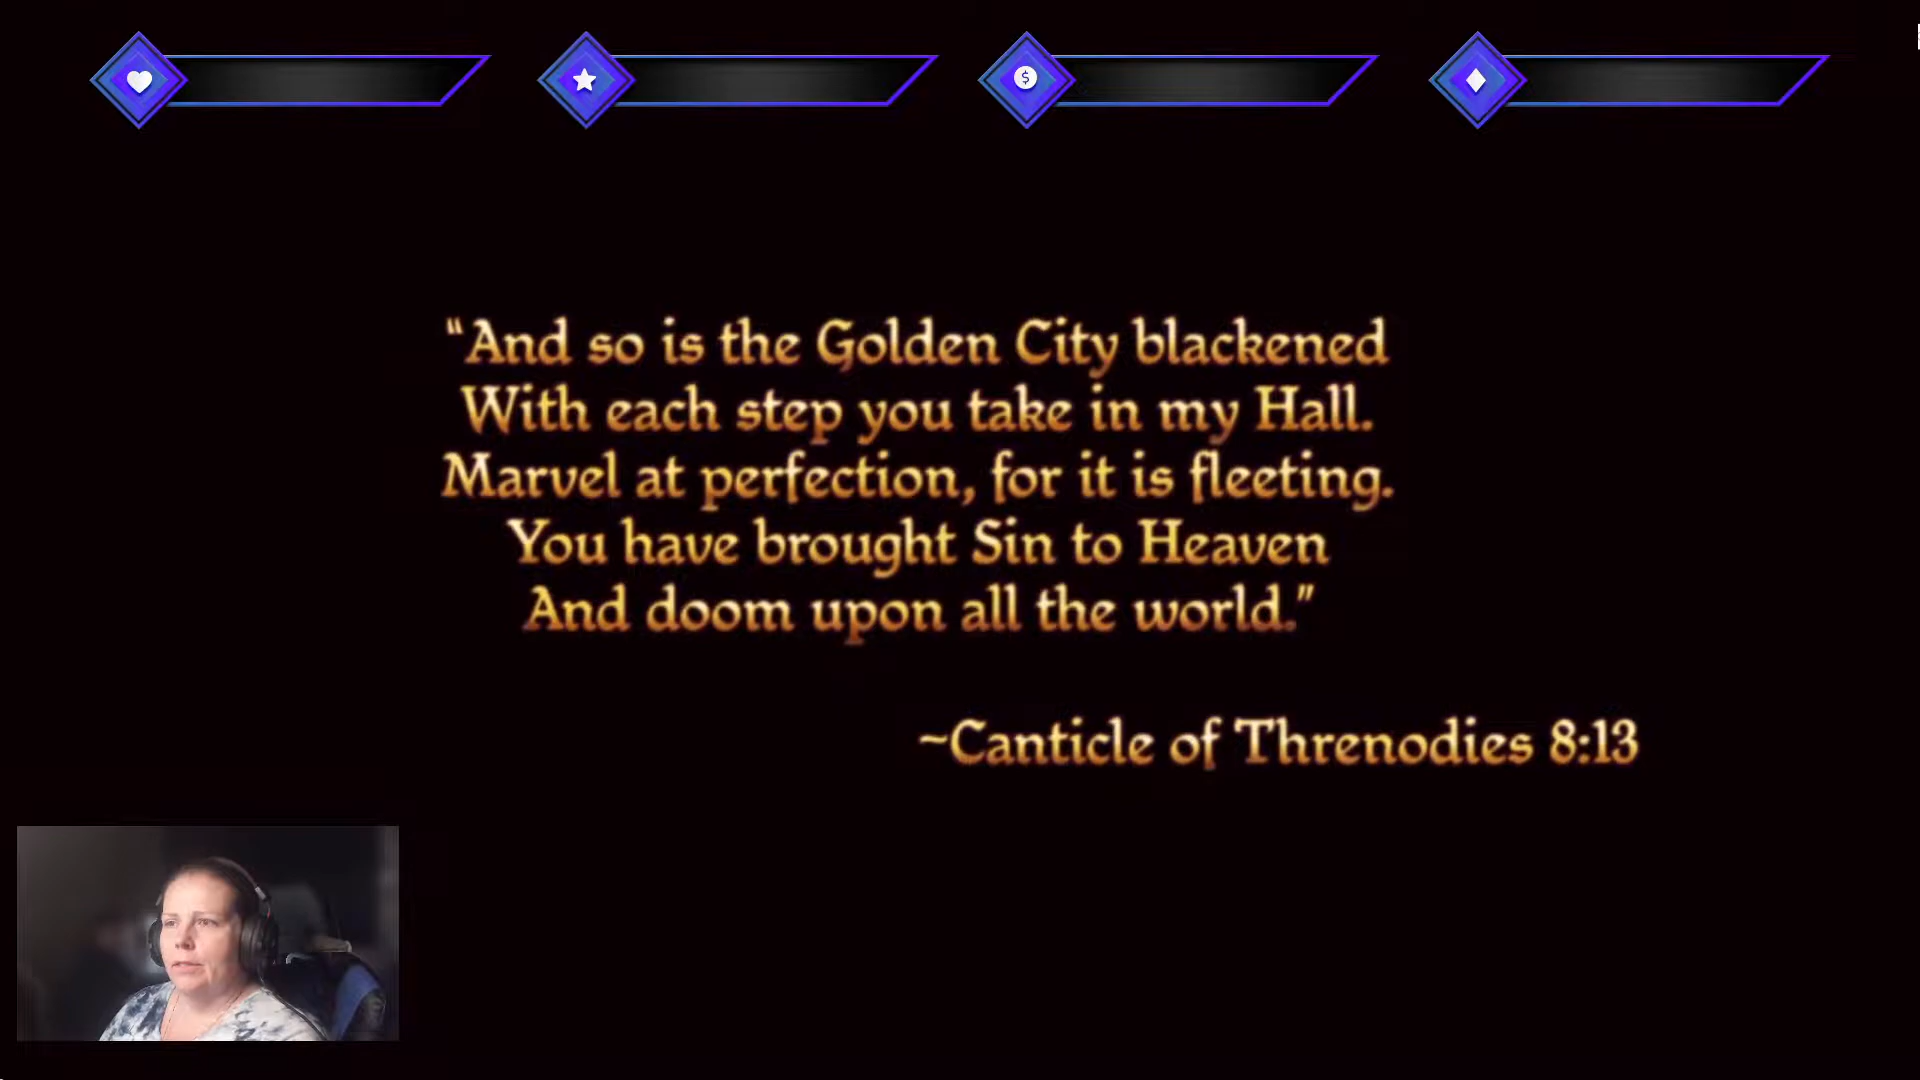 “And so is the Golden City blackened
With each step you take in my Hall.
Marvel at perfection, for it is fleeting.
You have brought Sin to Heaven
And doom upon all the world.”
~Canticle of Threnodies 8:13